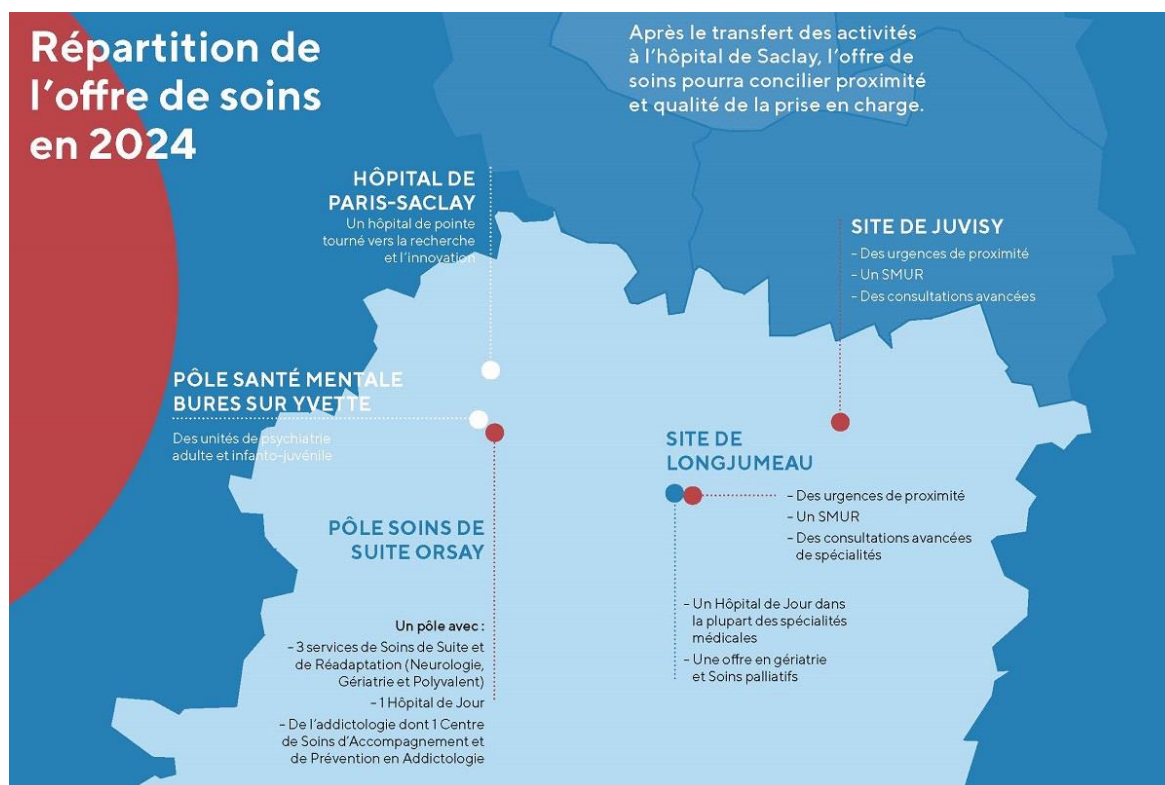 Répartition de
l'offre de soins
en 2024
Après le transfert des activités
à l'hôpital de Saclay, l'offre de
soins pourra concilier proximité
et qualité de la prise en charge.
HÔPITAL DE
PARIS-SACLAY
Un hôpital de pointe
tourné vers la recherche
et l'innovation
SITE DE JUVISY
- Des urgences de proximité
- Un SMUR
- Des consultations avancées
PÔLE SANTÉ MENTALE
BURES SUR YVETTE
Des unités de psychiatrie
adulte et infanto-juvénile
SITE DE
LONGJUMEAU
- Des urgences de proximité
- Un SMUR
- Des consultations avancées
de spécialités
- Un Hôpital de Jour dans
la plupart des spécialités
médicales
- Une offre en gériatrie
et Soins palliatifs
PÔLE SOINS DE
SUITE ORSAY
Un pôle avec :
- 3 services de Soins de Suite et
de Réadaptation (Neurologie,
Gériatrie et Polyvalent)
- 1 Hôpital de Jour
- De l'addictologie dont 1 Centre
de Soins d'Accompagnement et
de Prévention en Addictologie